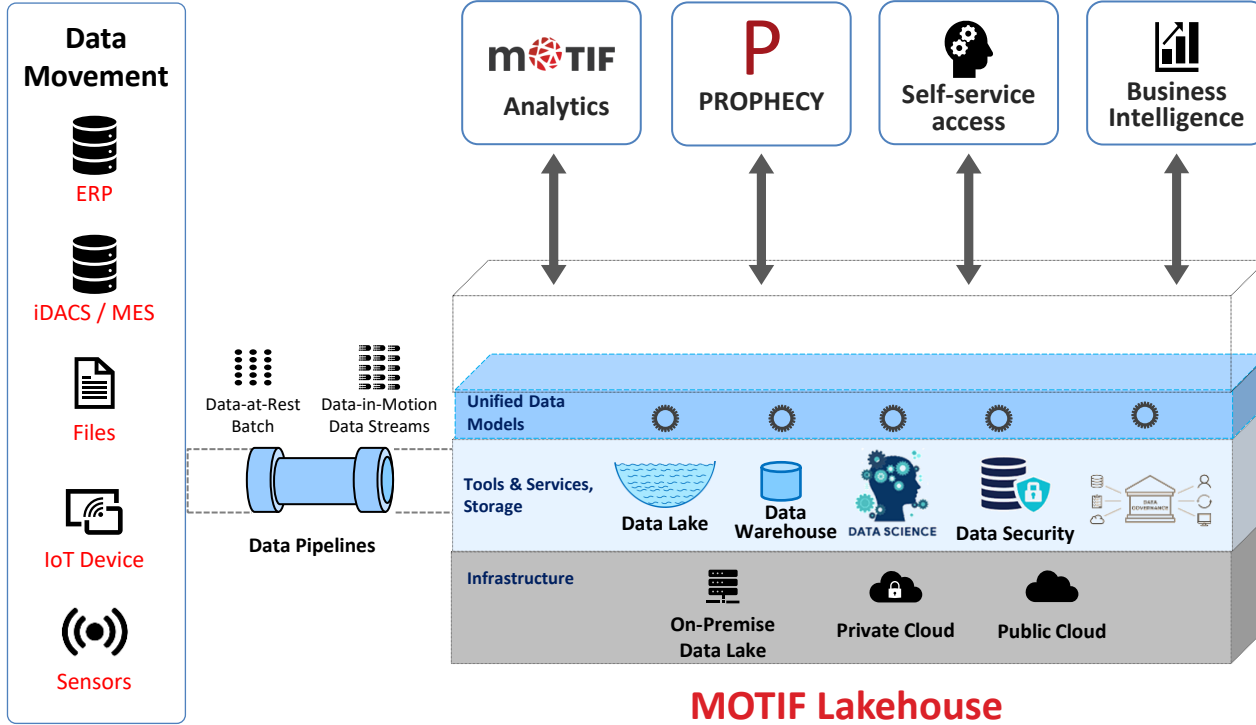 Data
Movement
ERP
iDACS / MES
Files
IoT Device
Sensors
Data-at-Rest
Batch
Data-in-Motion
Data Streams
Data Pipelines
mOTIF
Analytics
P
PROPHECY
Self-service
access
Business
Intelligence
Unified Data
Models
Tools & Services,
Storage
Data Lake
Data
Warehouse
DATA SCIENCE
Data Security
DATA
GOVERNANCE
Infrastructure
On-Premise
Data Lake
Private Cloud
Public Cloud
MOTIF Lakehouse